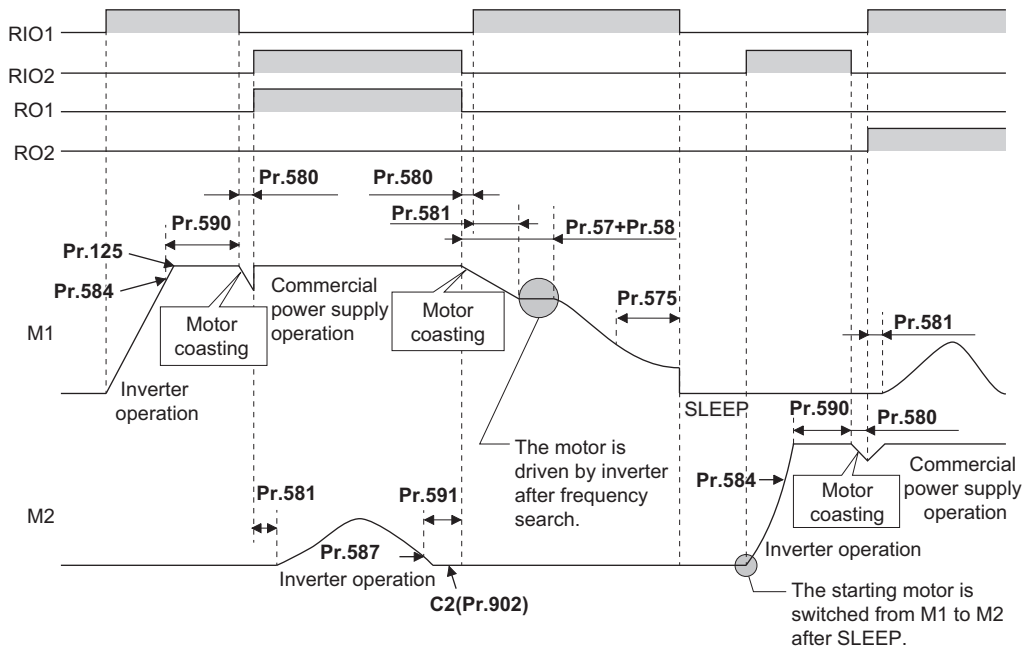 RIO1
RIO2
RO1
RO2
Pr.580
Pr.580
Pr.590
Pr.581
Pr.57+Pr.58
Pr.125
Pr.584
Commercial
power supply
operation
Motor
coasting
Motor
coasting
Pr.575
Pr.581
M1
Inverter
operation
SLEEP
Pr.590
Pr.580
The motor is
driven by inverter
after frequency
search.
Pr.581
Pr.591
Pr.584
Motor
coasting
Commercial
power supply
operation
M2
Pr.587
Inverter operation
Inverter operation
C2(Pr.902)
The starting motor is
switched from M1 to M2
after SLEEP.